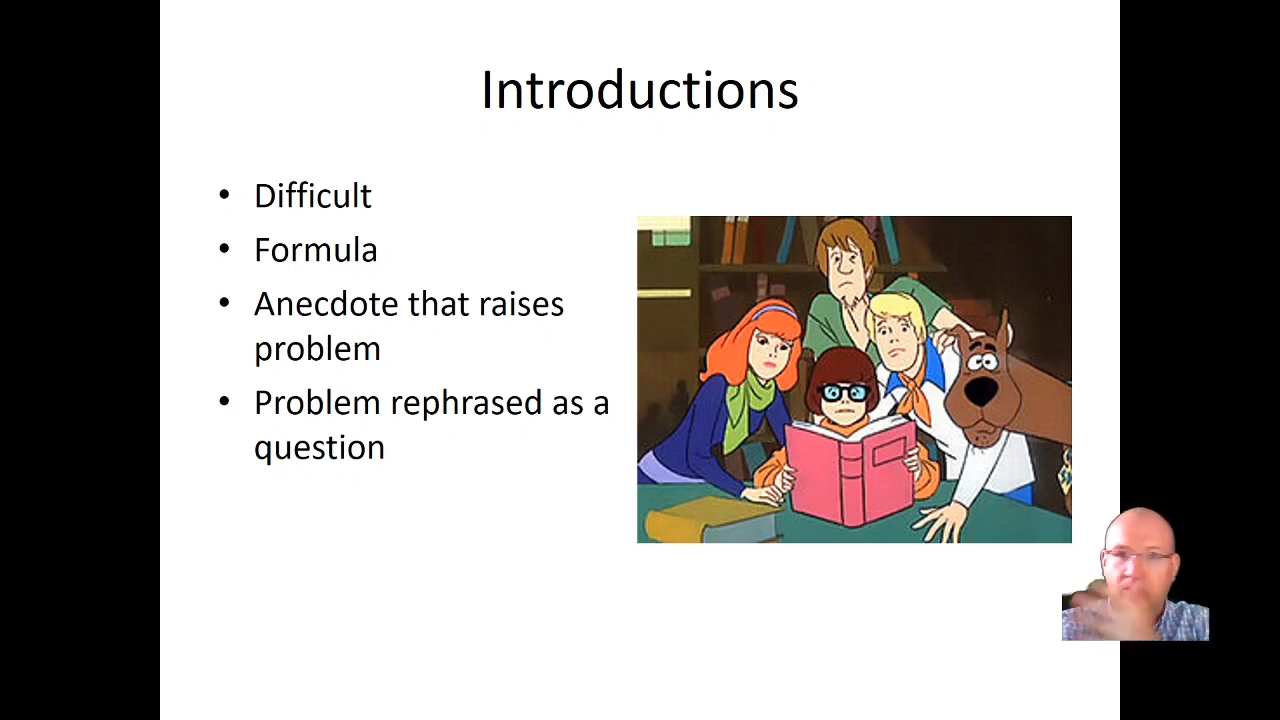 Introductions
• Difficult
• Formula
• Anecdote that raises
problem
• Problem rephrased as a
question